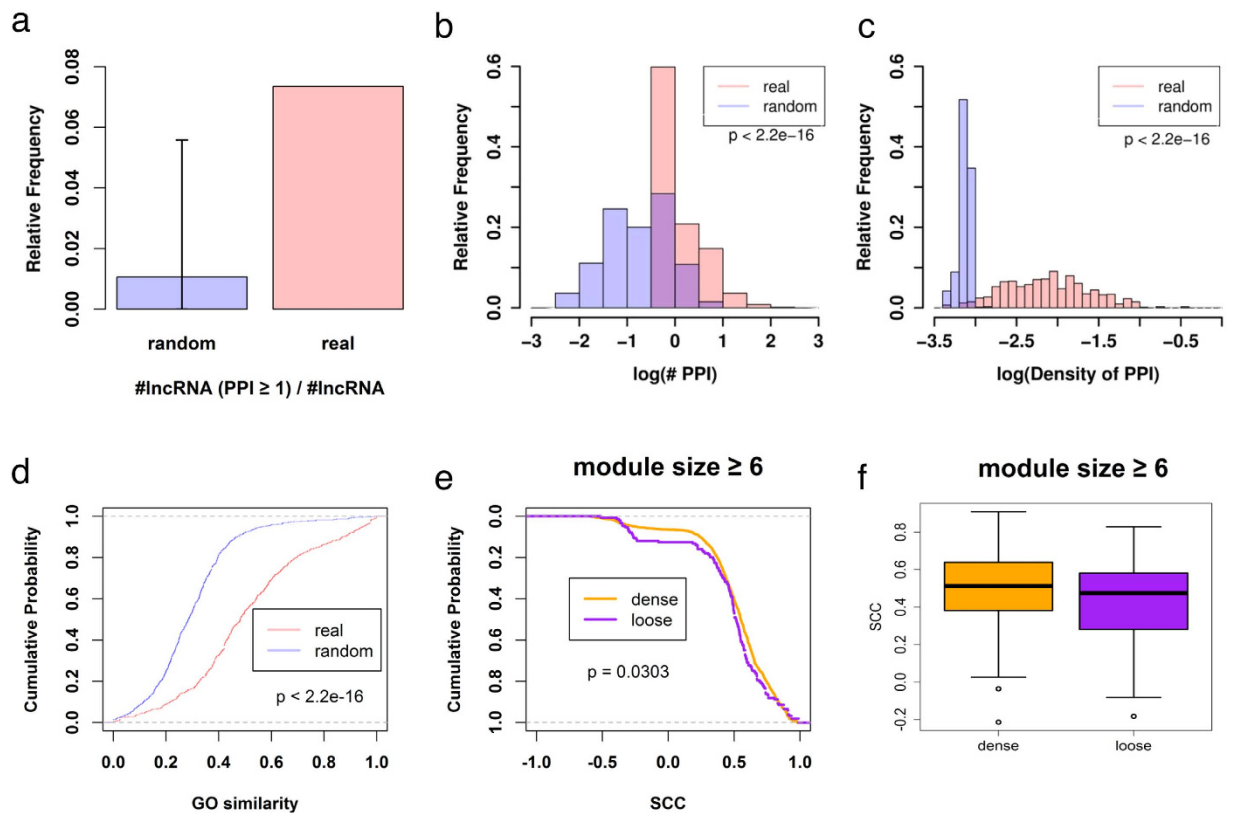 a
0.08
0.06
0.04
0.02
0.00
Relative Frequency
random real
#lncRNA (PPI ≥ 1) / #lncRNA
b
0.6
0.4
0.2
0.0
Relative Frequency
real
random
p < 2.2e−16
−3 −2 −1 0 1 2 3
log(# PPI)
c
0.6
0.4
0.2
0.0
Relative Frequency
real
random
p < 2.2e−16
−3.5 −2.5 −1.5 −0.5
log(Density of PPI)
d
1.0
0.8
0.6
0.4
0.2
0.0
Cumulative Probability
real
random
p < 2.2e-16
0.0 0.2 0.4 0.6 0.8 1.0
GO similarity
e
module size ≥ 6
0.0
0.2
0.4
0.6
0.8
1.0
Cumulative Probability
dense
loose
p = 0.0303
-1.0 -0.5 0.0 0.5 1.0
SCC
f
module size ≥ 6
0.8
0.6
0.4
0.2
0.0
-0.2
SCC
dense loose